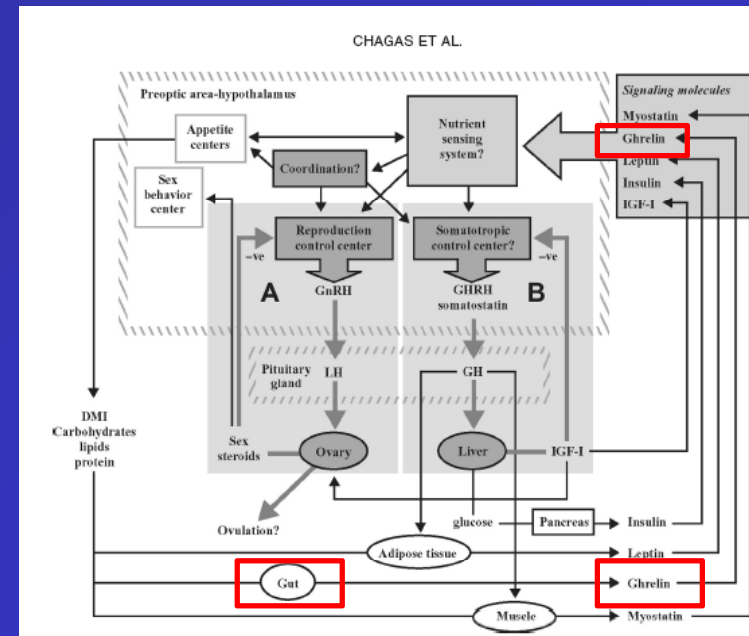 CHAGAS ET AL.
Preoptic area-hypothalamus
Signaling molecules
Myostatin
Ghrelin
Leptin
Insulin
IGF-I
Appetite
centers
Nutrient
sensing
system?
Coordination?
Sex
behavior
center
Reproduction
control center
Somatotropic
control center?
–ve
–ve
A
GnRH
GHRH
somatostatin
B
Pituitary
gland
LH
GH
DMI
Carbohydrates
lipids
protein
Sex
steroids
Ovary
Liver
IGF-I
Ovulation?
glucose
Pancreas
Insulin
Adipose tissue
Leptin
Gut
Ghrelin
Muscle
Myostatin